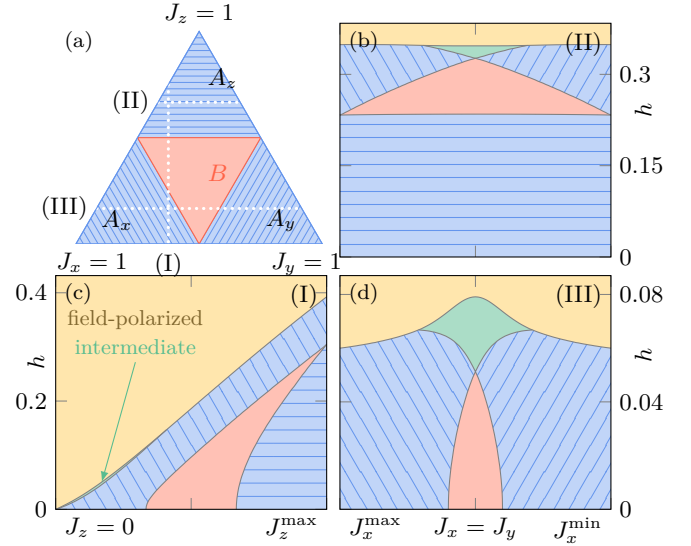 (a)
J_z = 1
A_z
(II)
B
(III)
A_x
A_y
J_x = 1
(I)
J_y = 1
(b)
(II)
0.3
h
0.15
0
(c)
(I)
0.4
field-polarized
intermediate
h
0.2
0
J_z = 0
J_z^max
(d)
(III)
0.08
h
0.04
0
J_x^max
J_x = J_y
J_x^min